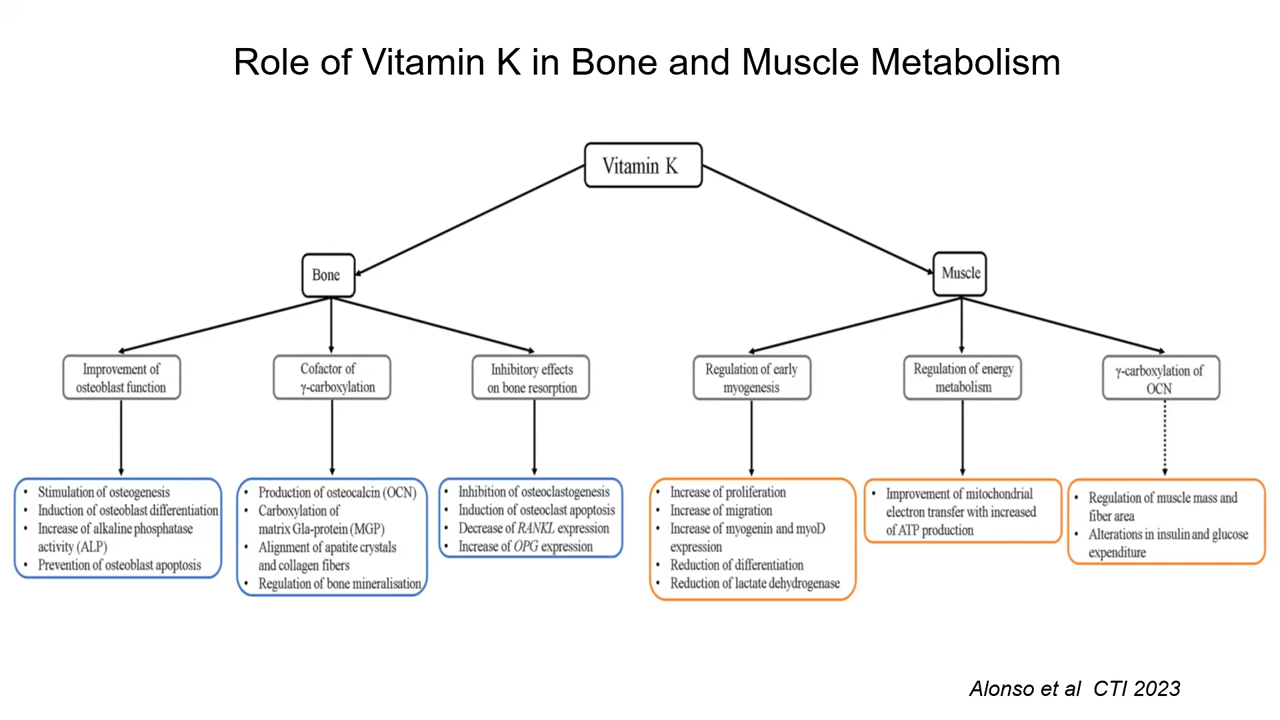 Role of Vitamin K in Bone and Muscle Metabolism
Vitamin K
Bone
Muscle
Improvement of
osteoblast function
Cofactor of
γ-carboxylation
Inhibitory effects
on bone resorption
Regulation of early
myogenesis
Regulation of energy
metabolism
γ-carboxylation of
OCN
• Stimulation of osteogenesis
• Induction of osteoblast differentiation
• Increase of alkaline phosphatase
activity (ALP)
• Prevention of osteoblast apoptosis
• Production of osteocalcin (OCN)
• Carboxylation of
matrix Gla-protein (MGP)
• Alignment of apatite crystals
and collagen fibers
• Regulation of bone mineralisation
• Inhibition of osteoclastogenesis
• Induction of osteoclast apoptosis
• Decrease of RANKL expression
• Increase of OPG expression
• Increase of proliferation
• Increase of migration
• Increase of myogenin and myoD
expression
• Reduction of differentiation
• Reduction of lactate dehydrogenase
• Improvement of mitochondrial
electron transfer with increased
of ATP production
• Regulation of muscle mass and
fiber area
• Alterations in insulin and glucose
expenditure
Alonso et al CTI 2023